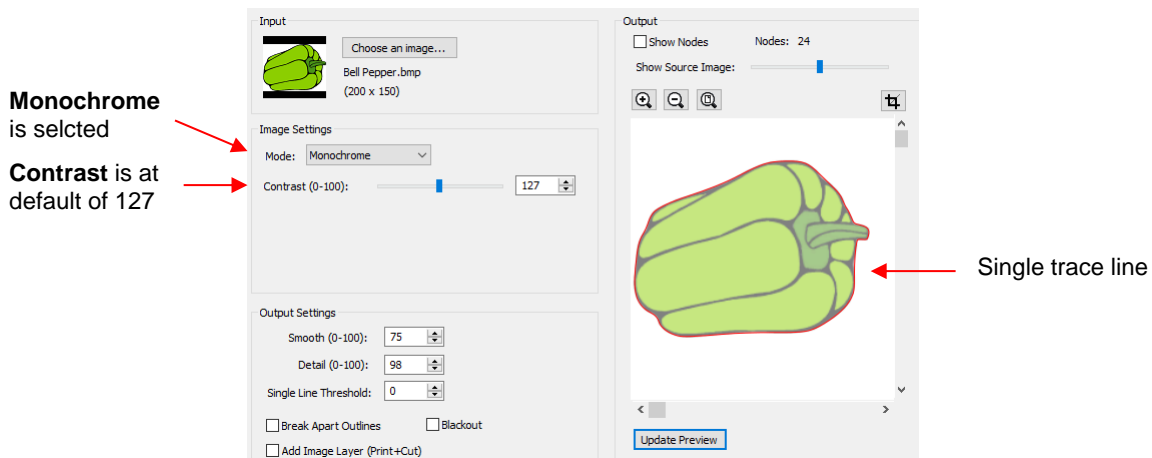 Monochrome
is selcted
Contrast is at
default of 127
Input
Choose an image...
Bell Pepper.bmp
(200 x 150)
Image Settings
Mode: Monochrome
Contrast (0-100): 127
Output Settings
Smooth (0-100): 75
Detail (0-100): 98
Single Line Threshold: 0
Break Apart Outlines Blackout
Add Image Layer (Print+Cut)
Output
Show Nodes Nodes: 24
Show Source Image:
Update Preview
Single trace line